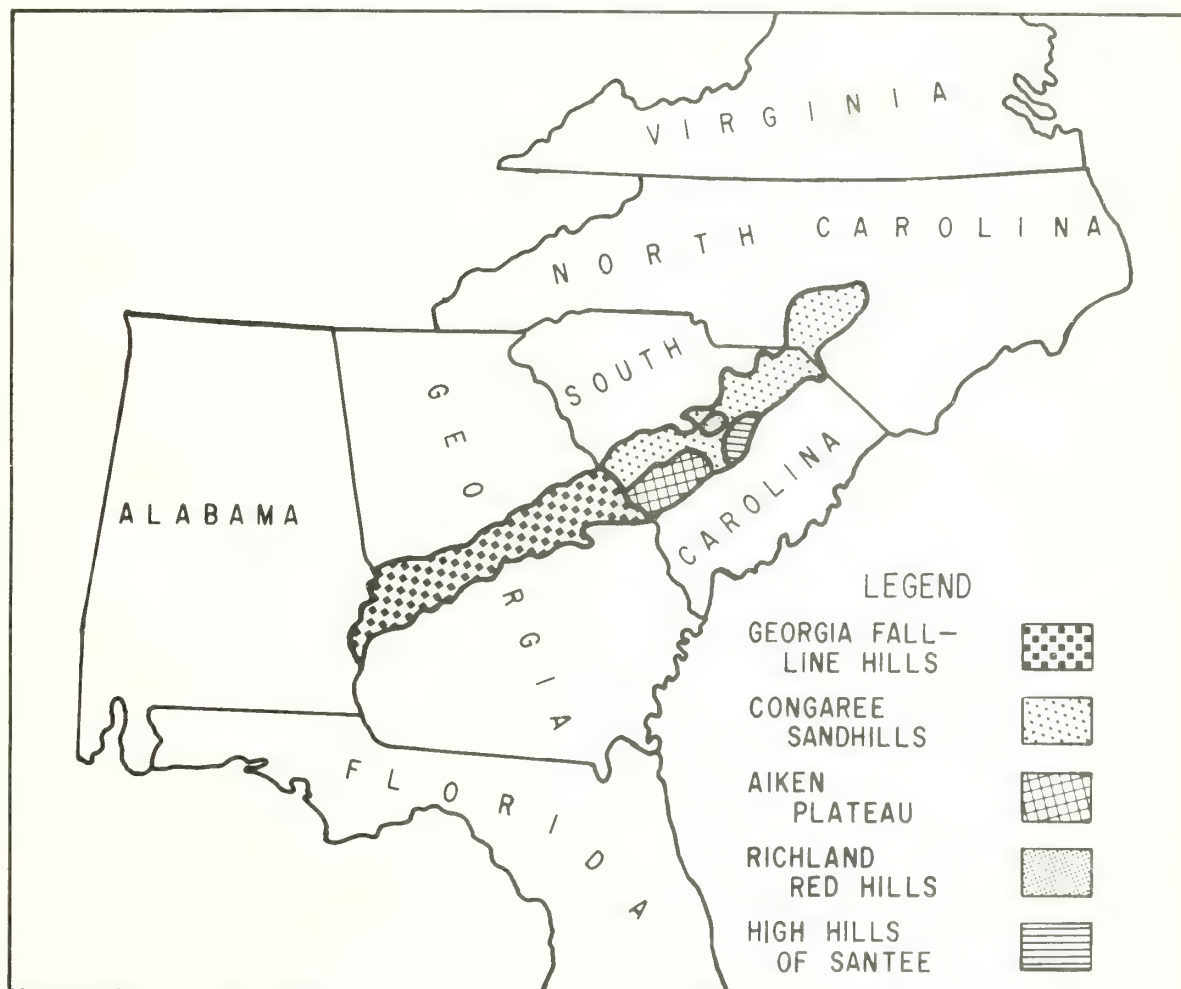 VIRGINIA
NORTH CAROLINA
SOUTH
CAROLINA
GEORGIA
ALABAMA
FLORIDA
LEGEND
GEORGIA FALL-
LINE HILLS
CONGAREE
SANDHILLS
AIKEN
PLATEAU
RICHLAND
RED HILLS
HIGH HILLS
OF SANTEE